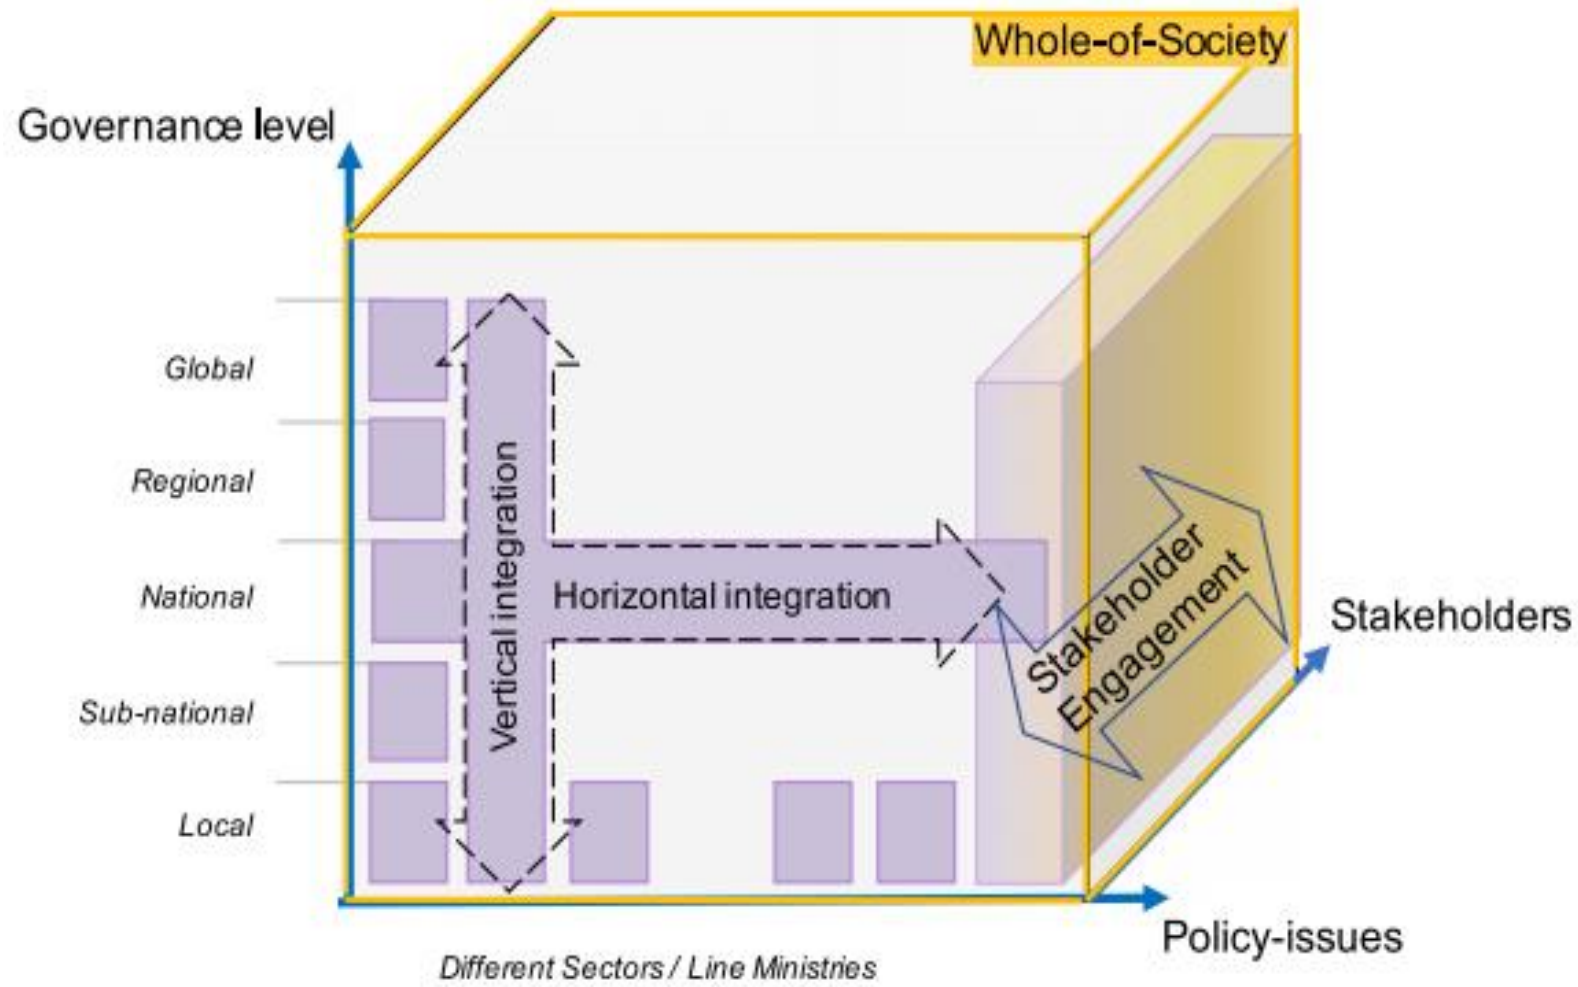 Whole-of-Society
Governance level
Global
Regional
National
Sub-national
Local
Vertical integration
Horizontal integration
Stakeholder
Engagement
Stakeholders
Policy-issues
Different Sectors / Line Ministries